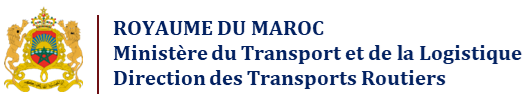 ROYAUME DU MAROC
Ministère du Transport et de la Logistique
Direction des Transports Routiers